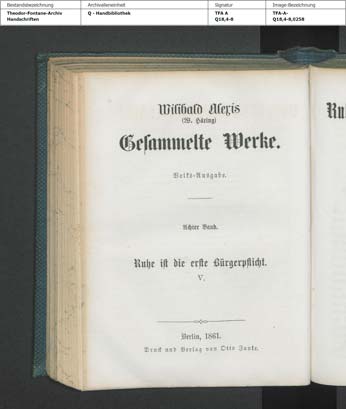 Bestandsbezeichnung Archivalieneinheit Signatur Image-Bezeichnung
Theodor-Fontane-Archiv Q - Handbibliothek TFA A TFA-A-
Handschriften Q18,4-8 Q18,4-8,0258
Wilibald Alexis
(W. Häring)
Gesammelte Werke.
Volks-Ausgabe.
Achter Band.
Ruhe ist die erste Bürgerpflicht.
V.
Berlin, 1861.
Druck und Verlag von Otto Janke.